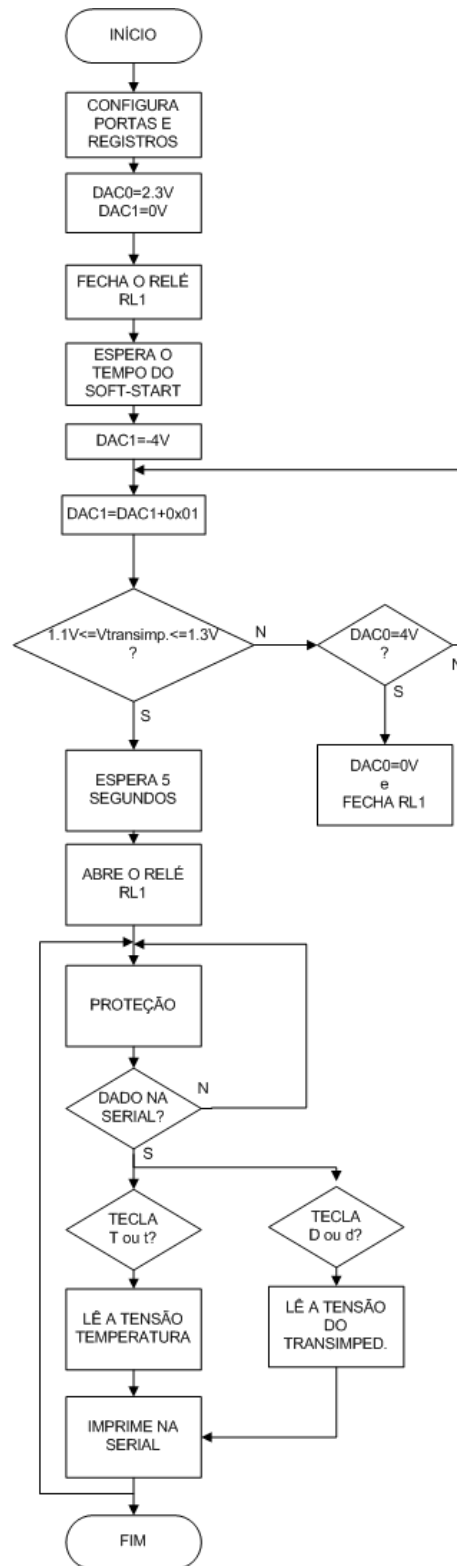 INÍCIO
CONFIGURA
PORTAS E
REGISTROS
DAC0=2.3V
DAC1=0V
FECHA O RELÉ
RL1
ESPERA O
TEMPO DO
SOFT-START
DAC1=-4V
DAC1=DAC1+0x01
1.1V<=Vtransimp.<=1.3V
?
N
DAC0=4V
?
N
S
S
DAC0=0V
e
FECHA RL1
ESPERA 5
SEGUNDOS
ABRE O RELÉ
RL1
PROTEÇÃO
DADO NA
SERIAL?
N
S
TECLA
T ou t?
TECLA
D ou d?
LÊ A TENSÃO
TEMPERATURA
LÊ A TENSÃO
DO
TRANSIMPED.
IMPRIME NA
SERIAL
FIM